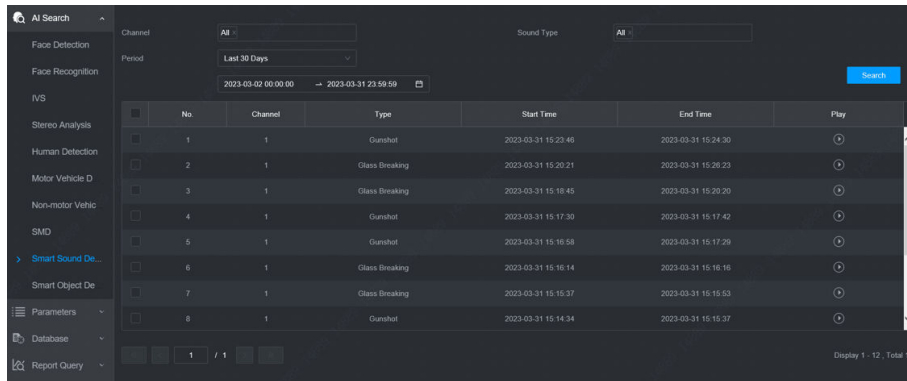 AI Search
Face Detection
Face Recognition
IVS
Stereo Analysis
Human Detection
Motor Vehicle D
Non-motor Vehic
SMD
Smart Sound De...
Smart Object De
Parameters
Database
Report Query
Channel All Sound Type All
Period Last 30 Days
2023-03-02 00:00:00 → 2023-03-31 23:59:59
Search
No. Channel Type Start Time End Time Play
1 1 Gunshot 2023-03-31 15:23:46 2023-03-31 15:24:30
2 1 Glass Breaking 2023-03-31 15:20:21 2023-03-31 15:26:23
3 1 Glass Breaking 2023-03-31 15:18:45 2023-03-31 15:20:20
4 1 Gunshot 2023-03-31 15:17:30 2023-03-31 15:17:42
5 1 Gunshot 2023-03-31 15:16:58 2023-03-31 15:17:29
6 1 Glass Breaking 2023-03-31 15:16:14 2023-03-31 15:16:16
7 1 Glass Breaking 2023-03-31 15:15:37 2023-03-31 15:15:53
8 1 Gunshot 2023-03-31 15:14:34 2023-03-31 15:15:37
1 / 1
Display 1 - 12 , Total